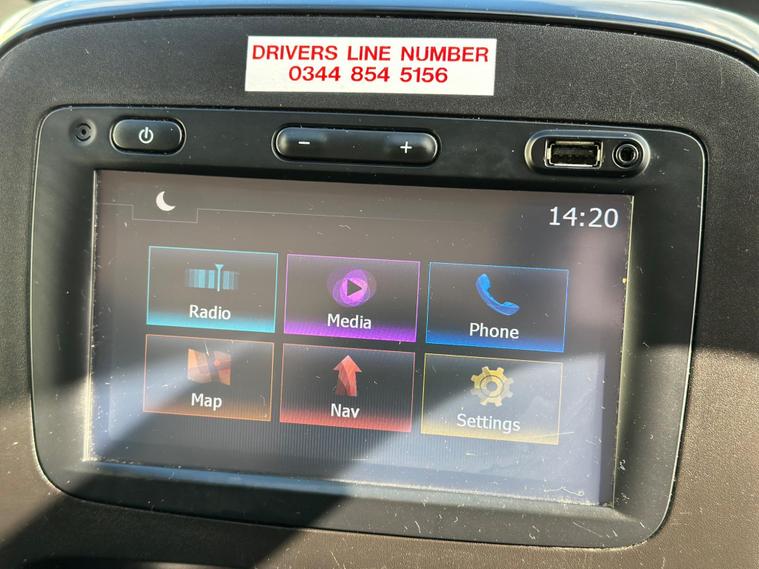 DRIVERS LINE NUMBER
0344 854 5156
14:20
Radio
Media
Phone
Map
Nav
Settings